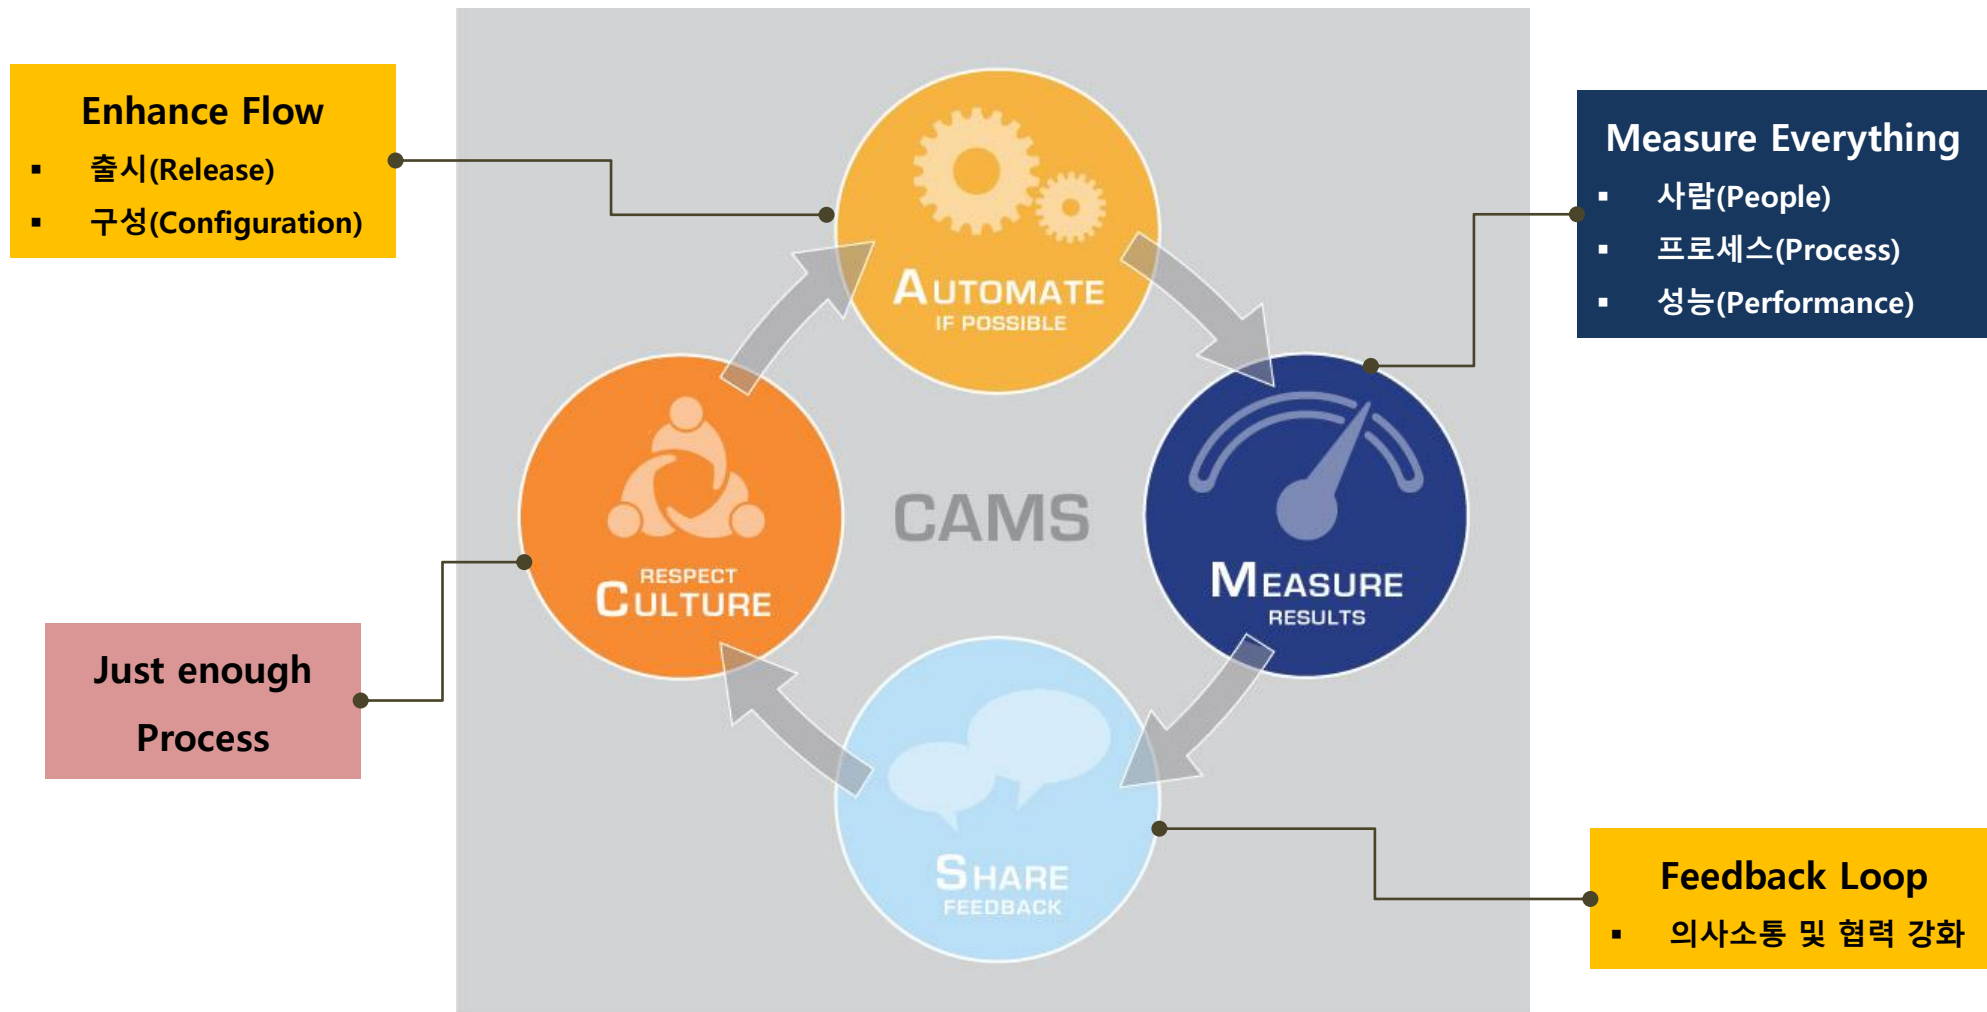 Enhance Flow
▪ 출시(Release)
▪ 구성(Configuration)
AUTOMATE
IF POSSIBLE
Measure Everything
▪ 사람(People)
▪ 프로세스(Process)
▪ 성능(Performance)
CAMS
RESPECT
CULTURE
MEASURE
RESULTS
Just enough
Process
SHARE
FEEDBACK
Feedback Loop
▪ 의사소통 및 협력 강화